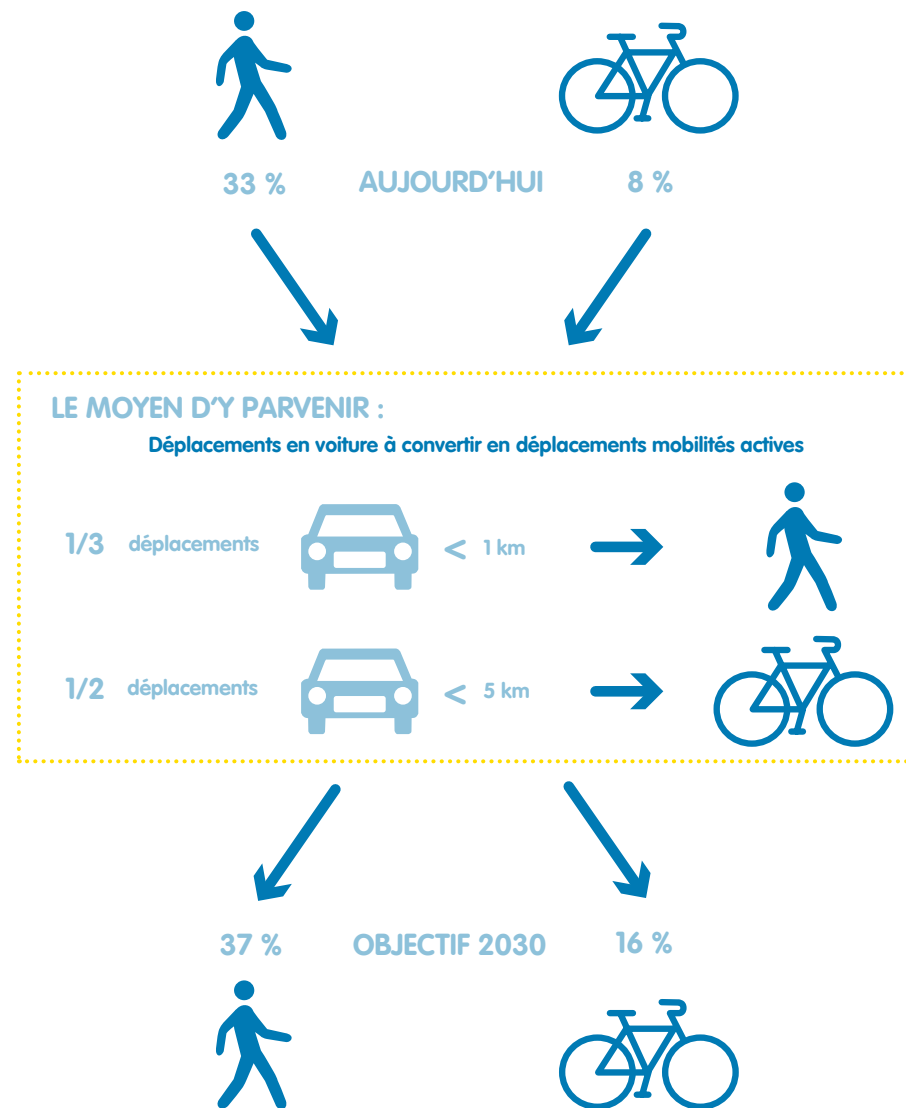 33 % AUJOURD'HUI 8 %
LE MOYEN D'Y PARVENIR :
Déplacements en voiture à convertir en déplacements mobilités actives
1/3 déplacements < 1 km
1/2 déplacements < 5 km
37 % OBJECTIF 2030 16 %